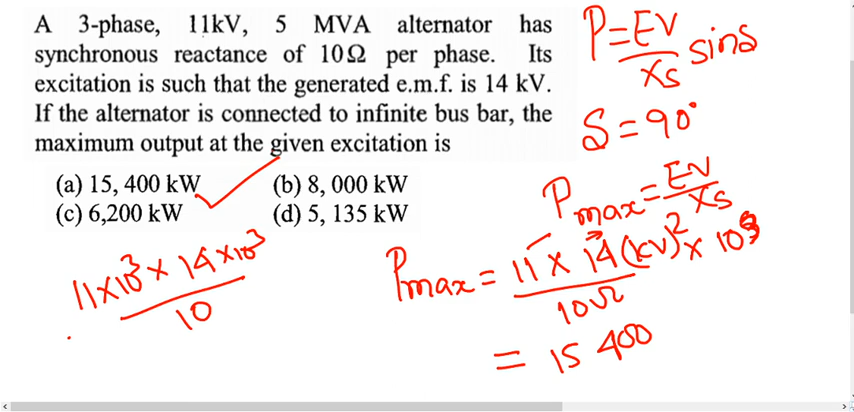 A 3-phase, 11kV, 5 MVA alternator has
synchronous reactance of 10Ω per phase. Its
excitation is such that the generated e.m.f. is 14 kV.
If the alternator is connected to infinite bus bar, the
maximum output at the given excitation is
(a) 15, 400 kW (b) 8, 000 kW
(c) 6,200 kW (d) 5, 135 kW
P=EV/Xs sinδ
δ=90°
Pmax=EV/Xs
11×10³×14×10³/10
Pmax=11×14(kV)²×10³/10Ω
=15 400